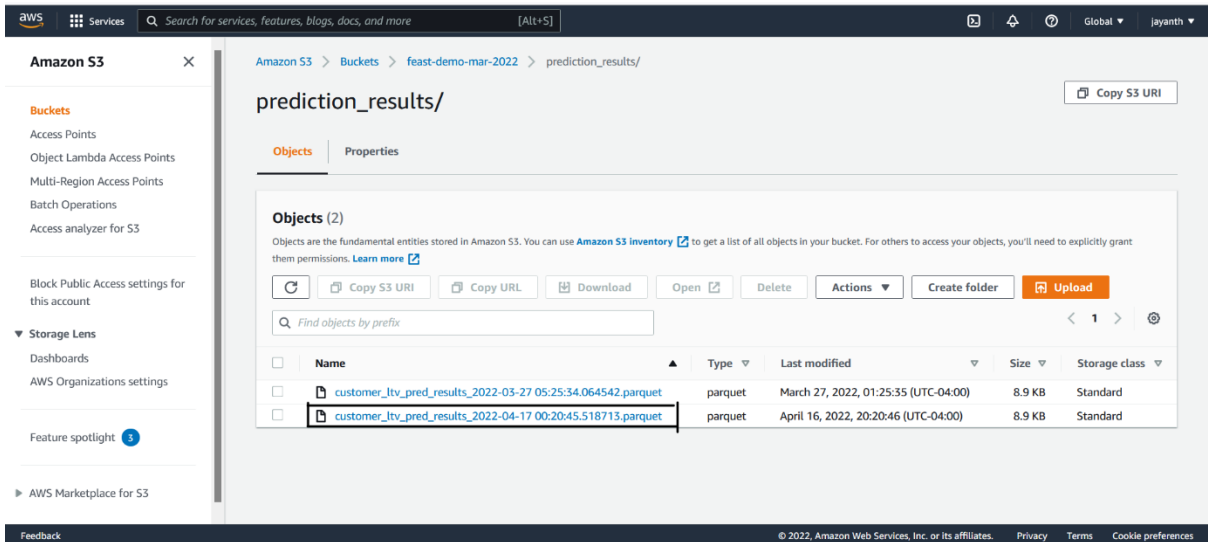 aws Services Search for services, features, blogs, docs, and more [Alt+S] Global ▼ jayanth ▼
Amazon S3 ×
Buckets
Access Points
Object Lambda Access Points
Multi-Region Access Points
Batch Operations
Access analyzer for S3
Block Public Access settings for
this account
▼ Storage Lens
Dashboards
AWS Organizations settings
Feature spotlight 3
▶ AWS Marketplace for S3
Amazon S3 > Buckets > feast-demo-mar-2022 > prediction_results/
prediction_results/
Copy S3 URI
Objects Properties
Objects (2)
Objects are the fundamental entities stored in Amazon S3. You can use Amazon S3 inventory to get a list of all objects in your bucket. For others to access your objects, you'll need to explicitly grant
them permissions. Learn more
Copy S3 URI Copy URL Download Open Delete Actions ▼ Create folder Upload
Find objects by prefix < 1 >
Name ▲ Type Last modified Size Storage class
customer_ltv_pred_results_2022-03-27 05:25:34.064542.parquet parquet March 27, 2022, 01:25:35 (UTC-04:00) 8.9 KB Standard
customer_ltv_pred_results_2022-04-17 00:20:45.518713.parquet parquet April 16, 2022, 20:20:46 (UTC-04:00) 8.9 KB Standard
Feedback © 2022, Amazon Web Services, Inc. or its affiliates. Privacy Terms Cookie preferences